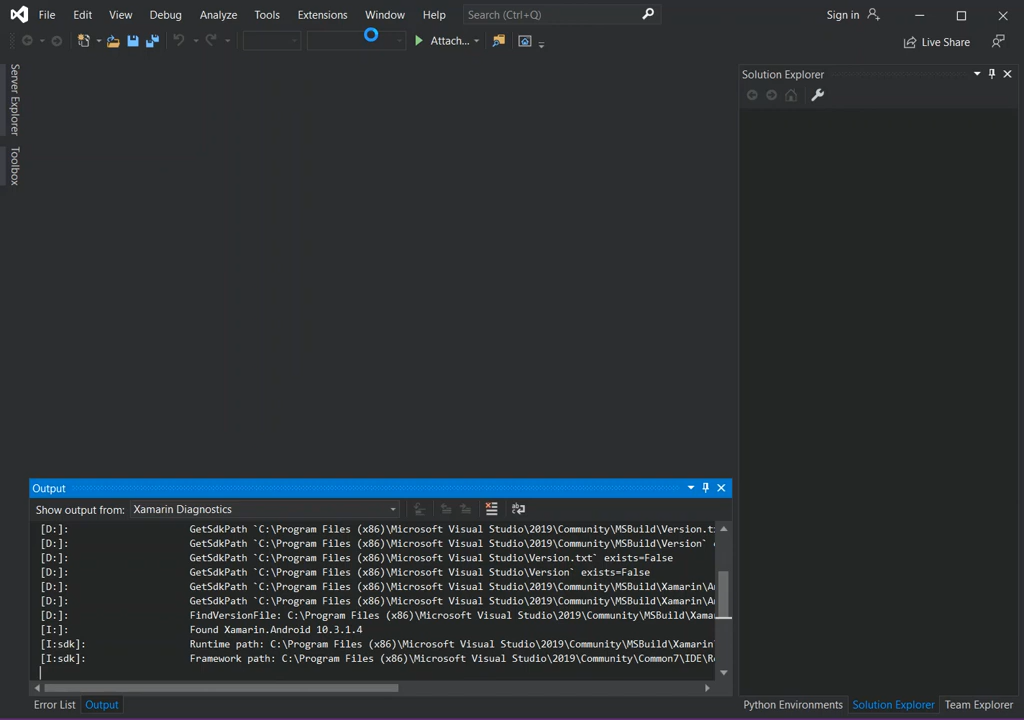 File Edit View Debug Analyze Tools Extensions Window Help Search (Ctrl+Q) Sign in
Attach... Live Share
Server Explorer
Toolbox
Solution Explorer
Output
Show output from: Xamarin Diagnostics
[D:]: GetSdkPath `C:\Program Files (x86)\Microsoft Visual Studio\2019\Community\MSBuild\Version.t
[D:]: GetSdkPath `C:\Program Files (x86)\Microsoft Visual Studio\2019\Community\MSBuild\Version`
[D:]: GetSdkPath `C:\Program Files (x86)\Microsoft Visual Studio\Version.txt` exists=False
[D:]: GetSdkPath `C:\Program Files (x86)\Microsoft Visual Studio\Version` exists=False
[D:]: GetSdkPath `C:\Program Files (x86)\Microsoft Visual Studio\2019\Community\MSBuild\Xamarin\A
[D:]: GetSdkPath `C:\Program Files (x86)\Microsoft Visual Studio\2019\Community\MSBuild\Xamarin\A
[D:]: FindVersionFile: C:\Program Files (x86)\Microsoft Visual Studio\2019\Community\MSBuild\Xama
[I:]: Found Xamarin.Android 10.3.1.4
[I:sdk]: Runtime path: C:\Program Files (x86)\Microsoft Visual Studio\2019\Community\MSBuild\Xamarin
[I:sdk]: Framework path: C:\Program Files (x86)\Microsoft Visual Studio\2019\Community\Common7\IDE\R
Error List Output
Python Environments Solution Explorer Team Explorer